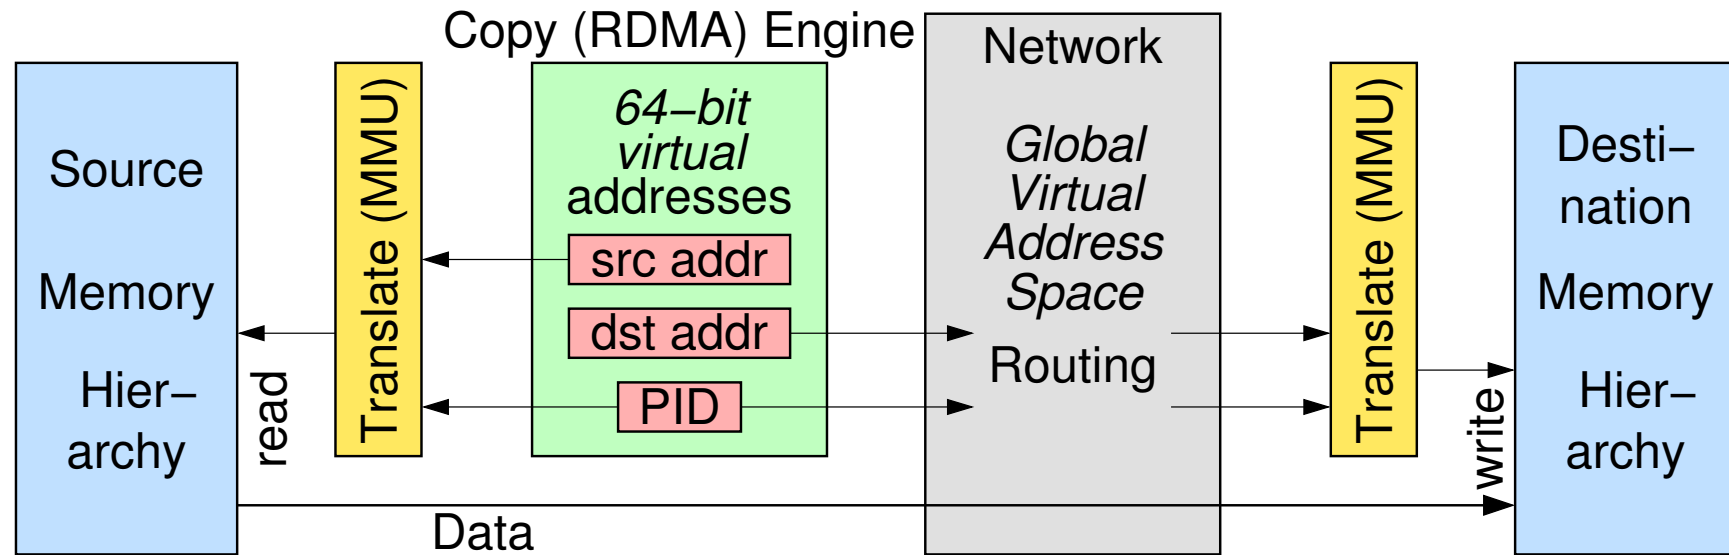 Copy (RDMA) Engine
Source
Memory
Hier−
archy
read
Translate (MMU)
64−bit
virtual
addresses
src addr
dst addr
PID
Network
Global
Virtual
Address
Space
Routing
Translate (MMU)
write
Desti−
nation
Memory
Hier−
archy
Data